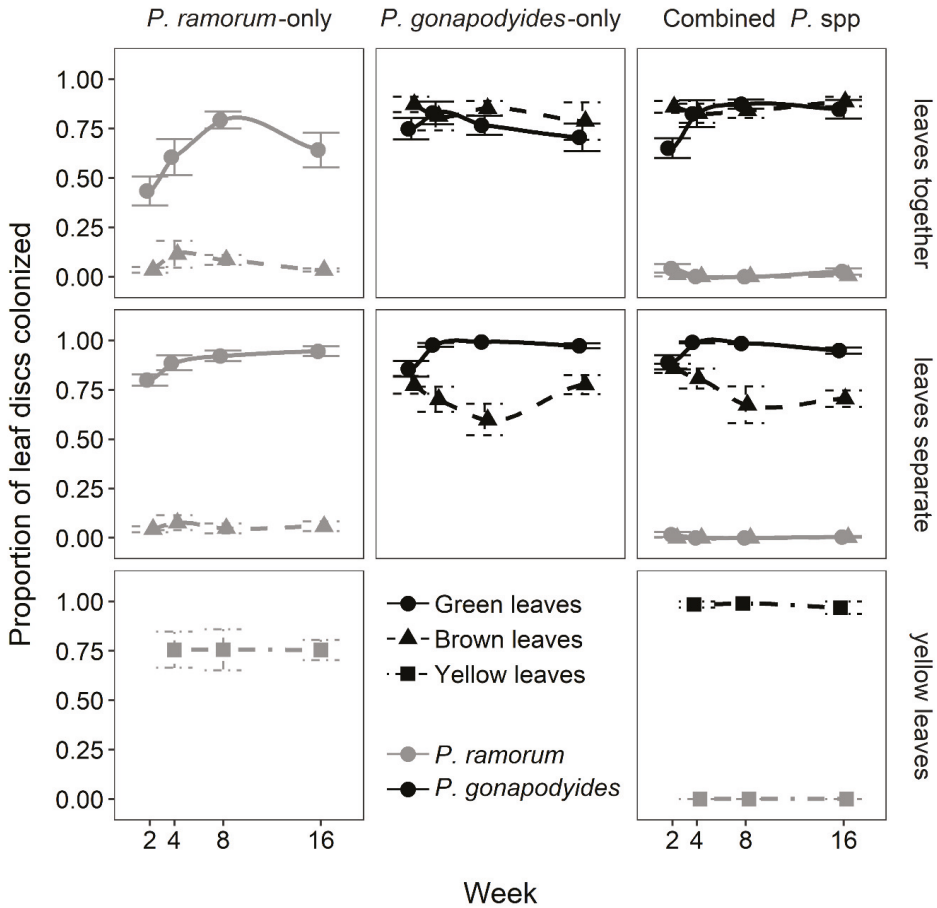 P. ramorum-only P. gonapodyides-only Combined P. spp
1.00
0.75
0.50
0.25
0.00
leaves together
1.00
0.75
0.50
0.25
0.00
leaves separate
1.00
0.75
0.50
0.25
0.00
yellow leaves
Proportion of leaf discs colonized
Green leaves
Brown leaves
Yellow leaves
P. ramorum
P. gonapodyides
2 4 8 16 2 4 8 16
Week